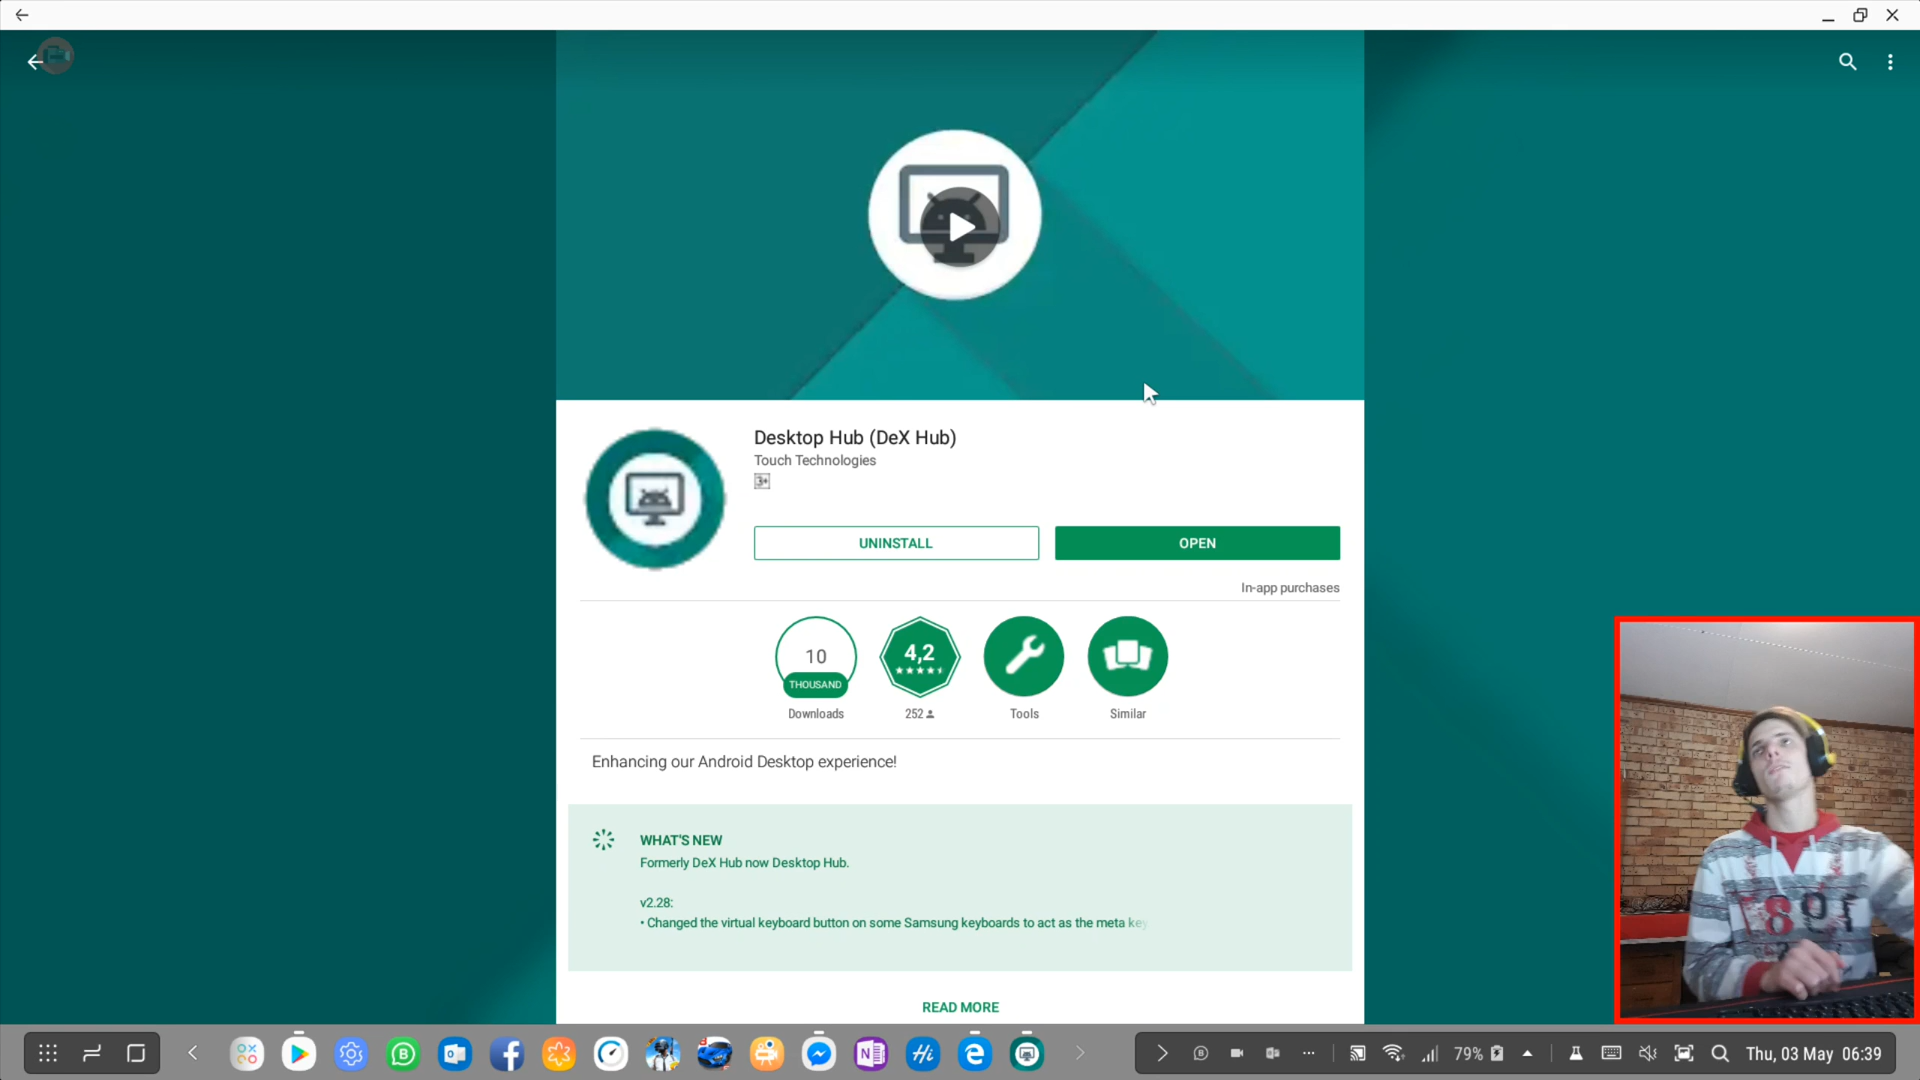 Desktop Hub (DeX Hub)
Touch Technologies
3+
UNINSTALL
OPEN
In-app purchases
10
THOUSAND
Downloads
4,2
252
Tools
Similar
Enhancing our Android Desktop experience!
WHAT'S NEW
Formerly DeX Hub now Desktop Hub.
v2.28:
• Changed the virtual keyboard button on some Samsung keyboards to act as the meta key
READ MORE
79%
Thu, 03 May 06:39